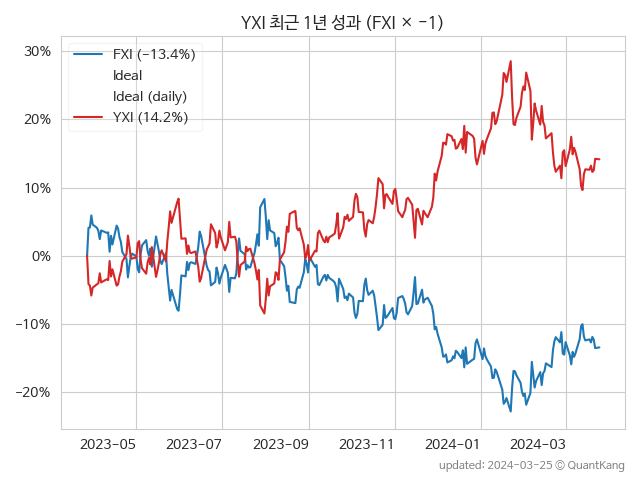 YXI 최근 1년 성과 (FXI × -1)
FXI (-13.4%)
Ideal
Ideal (daily)
YXI (14.2%)
30%
20%
10%
0%
-10%
-20%
2023-05
2023-07
2023-09
2023-11
2024-01
2024-03
updated: 2024-03-25 © QuantKang